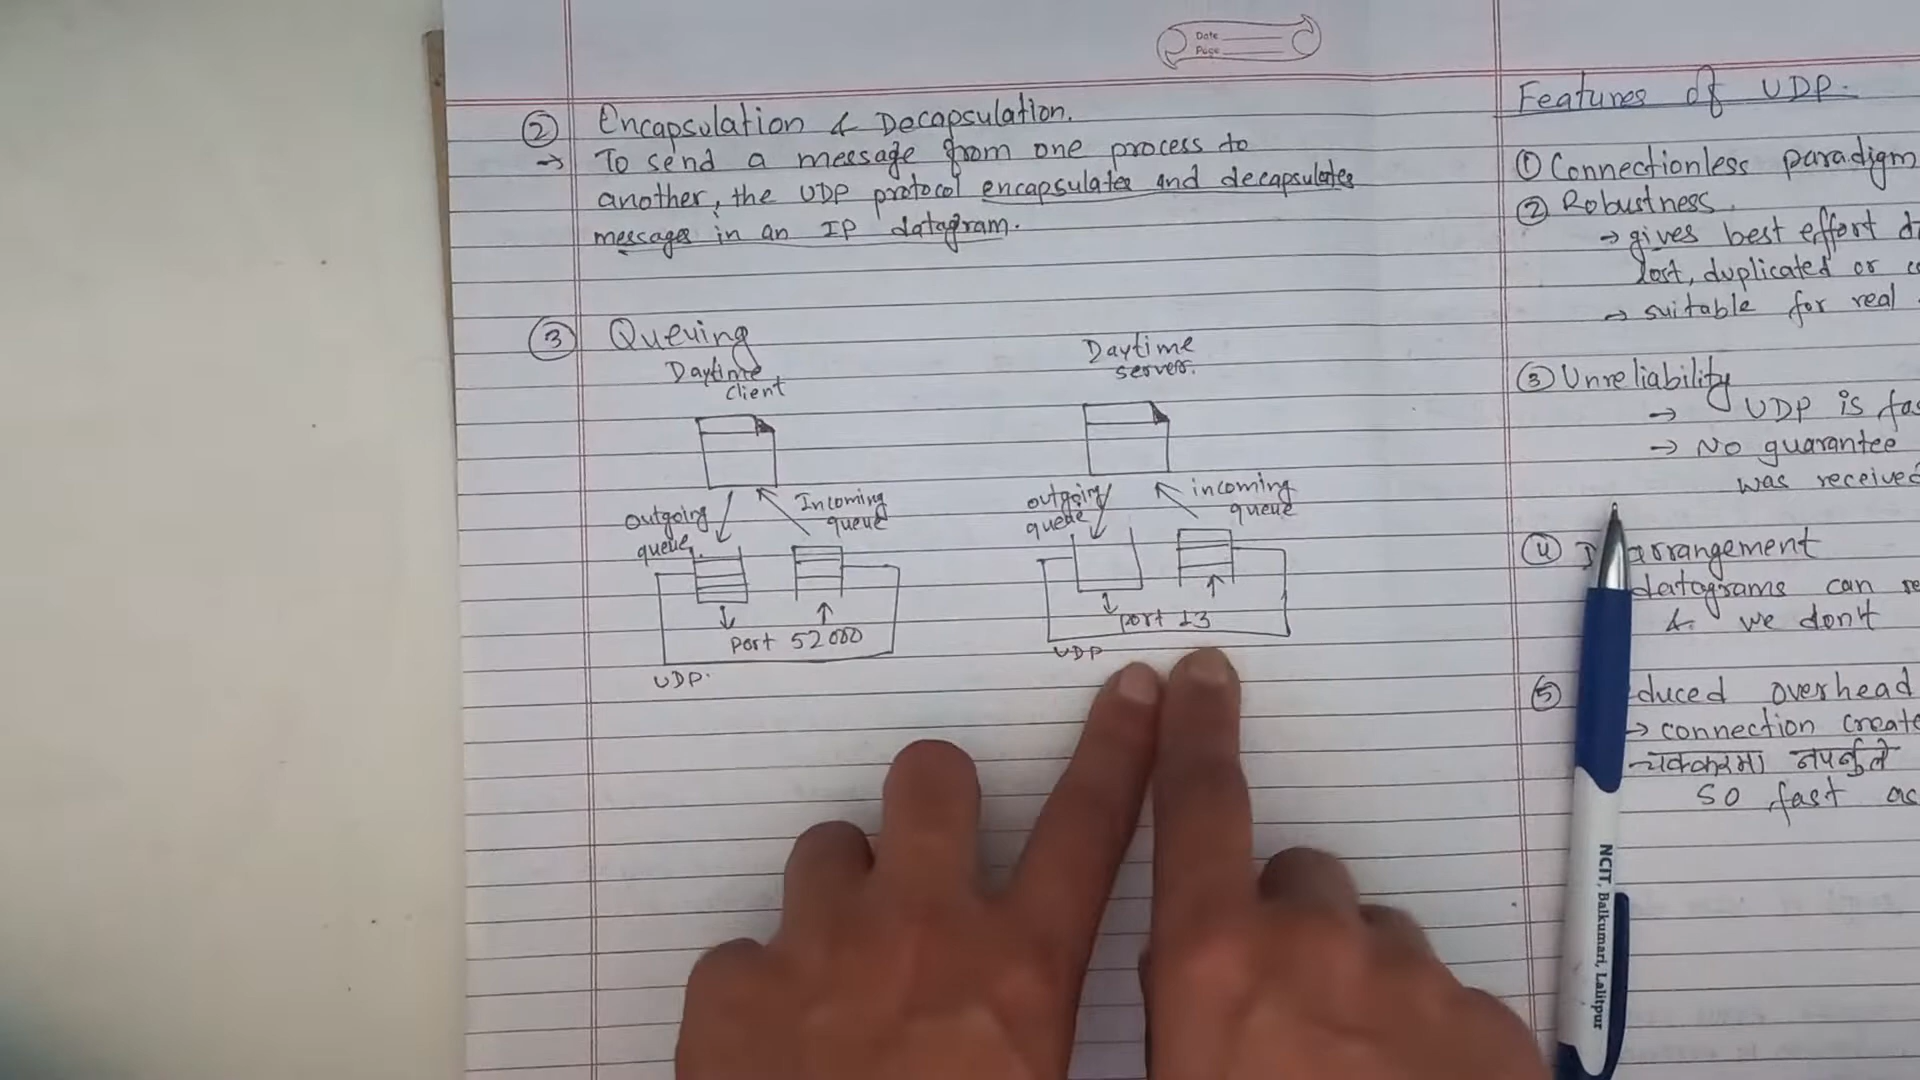 Date
Page
② Encapsulation & Decapsulation.
→ To send a message from one process to
another, the UDP protocol encapsulates and decapsulates
messages in an IP datagram.
③ Queuing
Daytime
client
Daytime
server.
outgoing
queue
Incoming
queue
outgoing
queue
incoming
queue
port 52000
UDP.
port 13
UDP
Features of UDP.
① Connectionless paradigm
② Robustness.
→ gives best effort
lost, duplicated or
→ suitable for real
③ Unreliability
→ UDP is
→ No guarantee
was received
④ arrangement
datagrams can
& we don't
⑤ duced overhead
→ connection create
नपर्कुने
so fast as
NCIT, Balkumari, Lalitpur